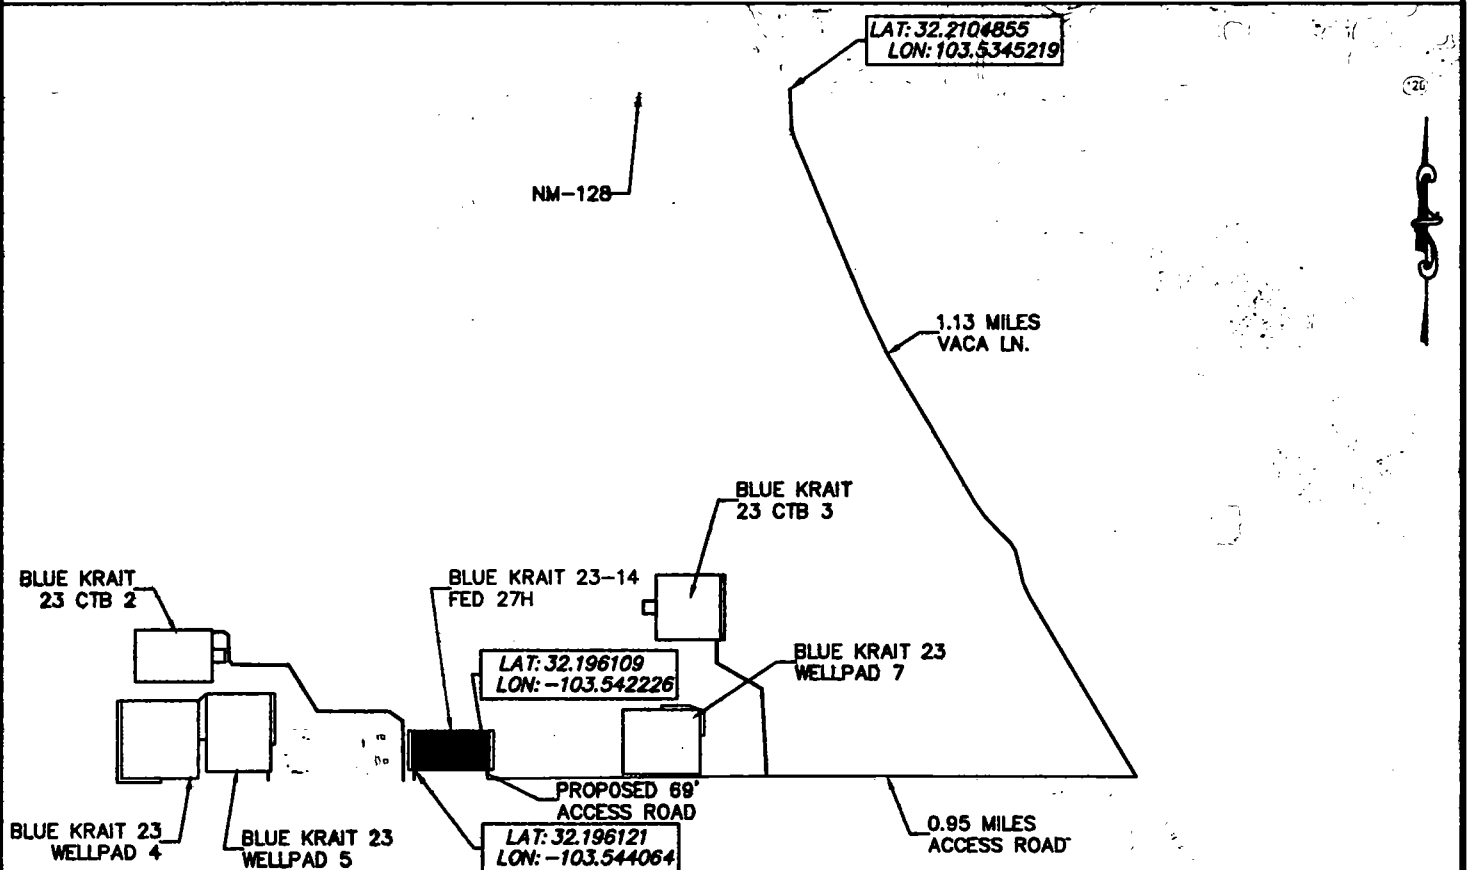 LAT: 32.2104855
LON: 103.5345219
NM-128
1.13 MILES
VACA LN.
BLUE KRAIT
23 CTB 3
BLUE KRAIT
23 CTB 2
BLUE KRAIT 23-14
FED 27H
LAT: 32.196109
LON: -103.542226
BLUE KRAIT 23
WELLPAD 7
PROPOSED 69'
ACCESS ROAD
BLUE KRAIT 23
WELLPAD 4
BLUE KRAIT 23
WELLPAD 5
LAT: 32.196121
LON: -103.544064
0.95 MILES
ACCESS ROAD